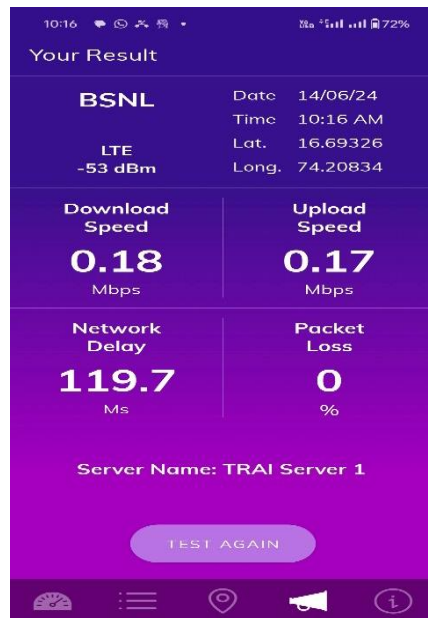 10:16 72%
Your Result
BSNL
LTE
-53 dBm
Date 14/06/24
Time 10:16 AM
Lat. 16.69326
Long. 74.20834
Download
Speed
0.18
Mbps
Upload
Speed
0.17
Mbps
Network
Delay
119.7
Ms
Packet
Loss
0
%
Server Name: TRAI Server 1
TEST AGAIN